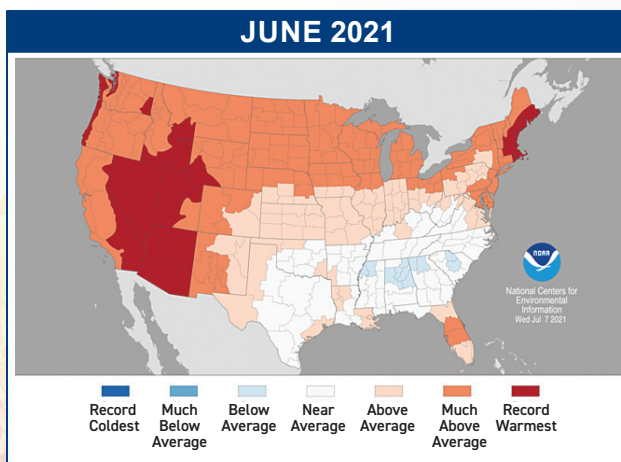 JUNE 2021
NOAA
National Centers for
Environmental
Information
Wed Jul 7 2021
Record
Coldest
Much
Below
Average
Below
Average
Near
Average
Above
Average
Much
Above
Average
Record
Warmest